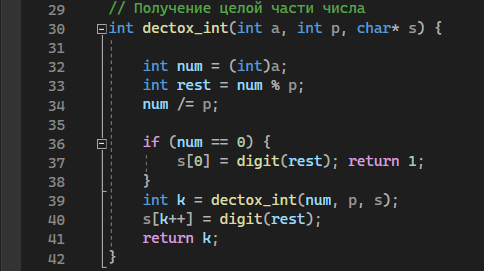 29 // Получение целой части числа
30 int dectox_int(int a, int p, char* s) {
31
32 int num = (int)a;
33 int rest = num % p;
34 num /= p;
35
36 if (num == 0) {
37 s[0] = digit(rest); return 1;
38 }
39 int k = dectox_int(num, p, s);
40 s[k++] = digit(rest);
41 return k;
42 }